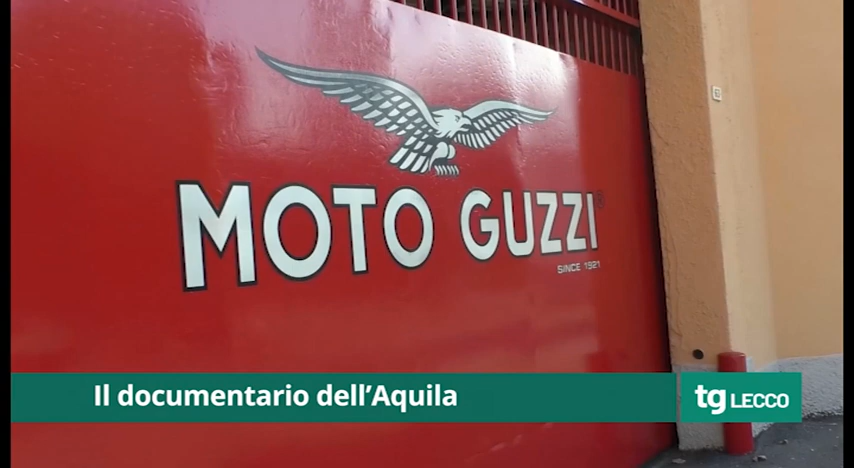 MOTO GUZZI®
SINCE 1921
Il documentario dell'Aquila
tg LECCO